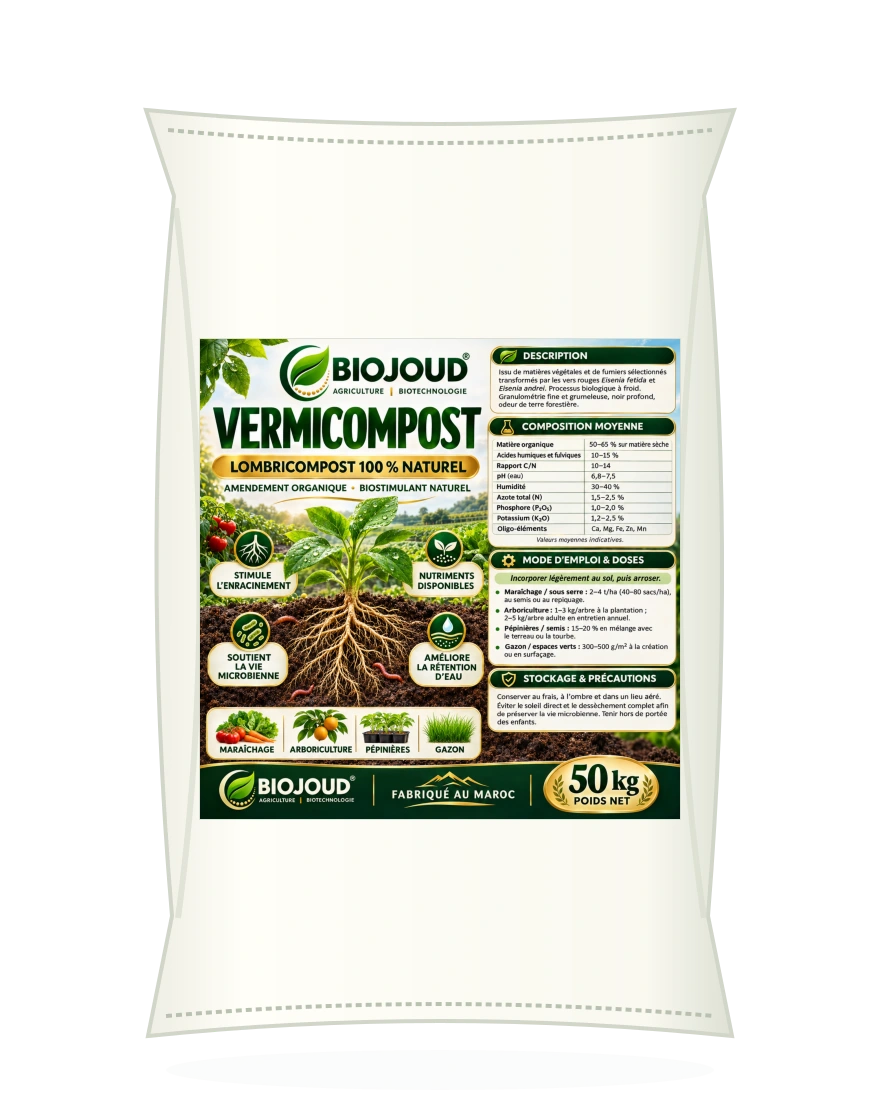 BIOJOUD®
AGRICULTURE | BIOTECHNOLOGIE
VERMICOMPOST
LOMBRICOMPOST 100 % NATUREL
AMENDEMENT ORGANIQUE • BIOSTIMULANT NATUREL
STIMULE
L'ENRACINEMENT
NUTRIMENTS
DISPONIBLES
SOUTIENT
LA VIE
MICROBIENNE
AMÉLIORE
LA RÉTENTION
D'EAU
MARAÎCHAGE
ARBORICULTURE
PÉPINIÈRES
GAZON
DESCRIPTION
Issu de matières végétales et de fumiers sélectionnés
transformés par les vers rouges Eisenia fetida et
Eisenia andrei. Processus biologique à froid.
Granulométrie fine et grumeleuse, noir profond,
odeur de terre forestière.
COMPOSITION MOYENNE
Matière organique 50–65 % sur matière sèche
Acides humiques et fulviques 10–15 %
Rapport C/N 10–14
pH (eau) 6,8–7,5
Humidité 30–40 %
Azote total (N) 1,5–2,5 %
Phosphore (P₂O₅) 1,0–2,0 %
Potassium (K₂O) 1,2–2,5 %
Oligo-éléments Ca, Mg, Fe, Zn, Mn
Valeurs moyennes indicatives.
MODE D'EMPLOI & DOSES
Incorporer légèrement au sol, puis arroser.
• Maraîchage / sous serre : 2–4 t/ha (40–80 sacs/ha),
au semis ou au repiquage.
• Arboriculture : 1–3 kg/arbre à la plantation ;
2–5 kg/arbre adulte en entretien annuel.
• Pépinières / semis : 15–20 % en mélange avec
le terreau ou la tourbe.
• Gazon / espaces verts : 300–500 g/m² à la création
ou en surfaçage.
STOCKAGE & PRÉCAUTIONS
Conserver au frais, à l'ombre et dans un lieu aéré.
Éviter le soleil direct et le dessèchement complet afin
de préserver la vie microbienne. Tenir hors de portée
des enfants.
BIOJOUD®
AGRICULTURE | BIOTECHNOLOGIE
FABRIQUÉ AU MAROC
50 kg
POIDS NET